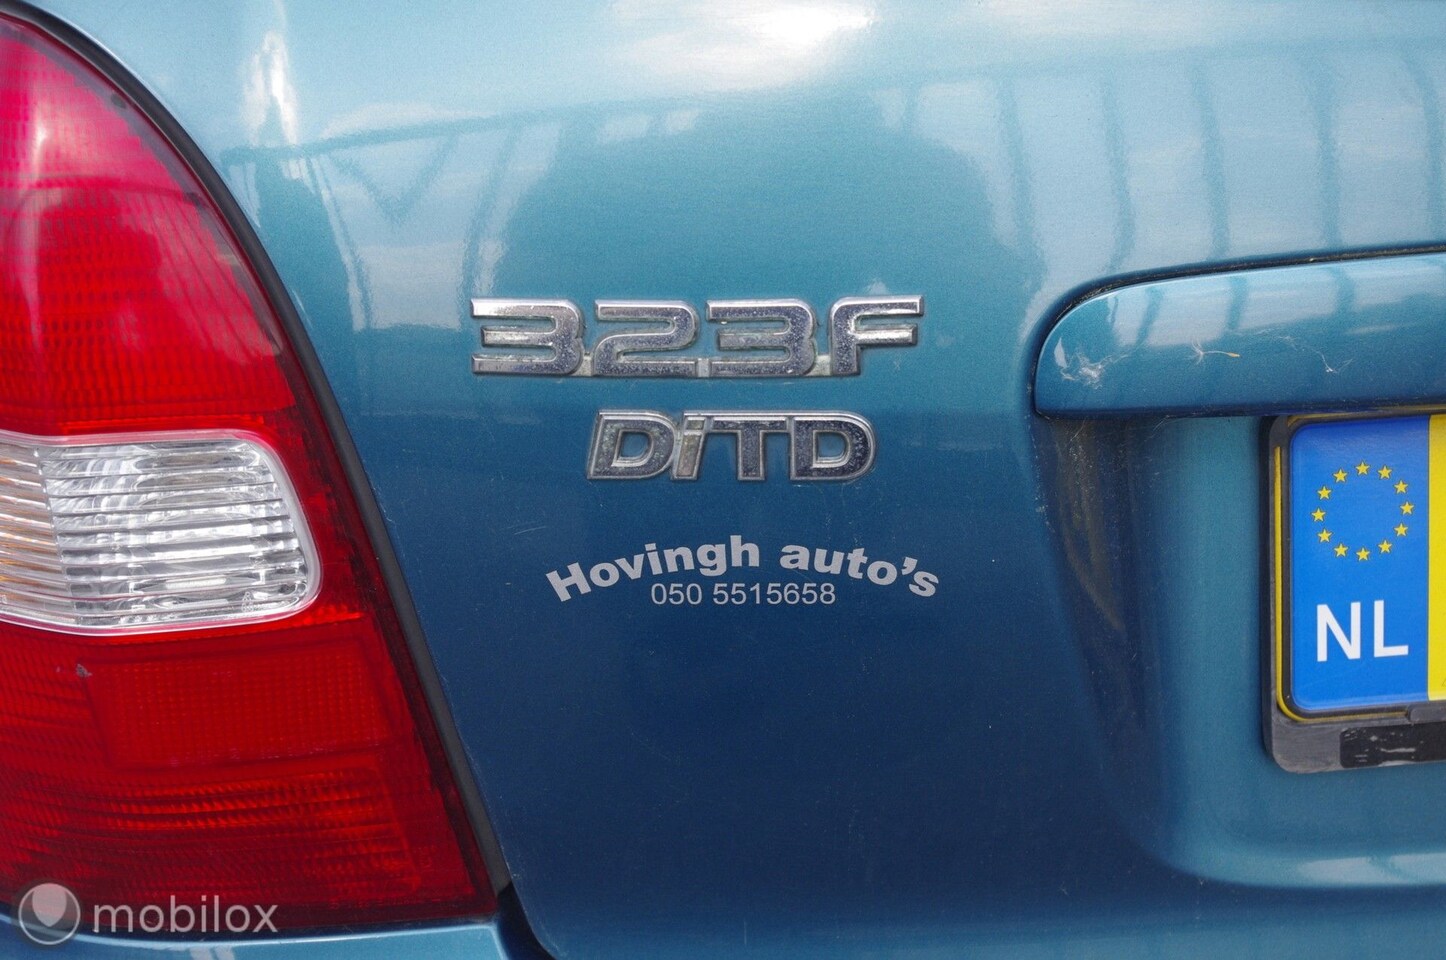 323F
DiTD
Hovingh auto's
050 5515658
NL
mobilox